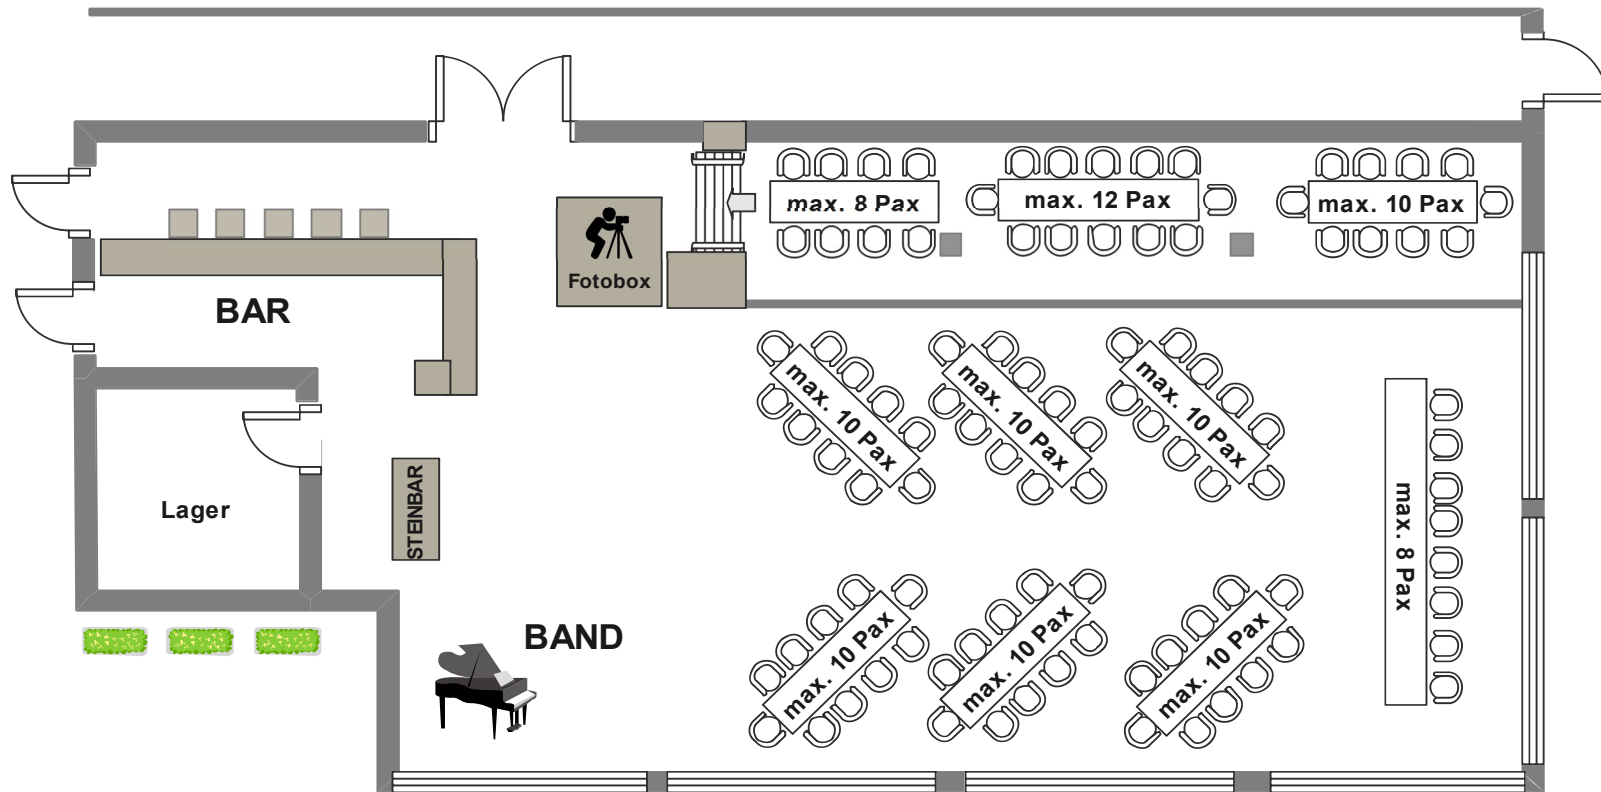 max. 8 Pax
max. 12 Pax
max. 10 Pax
Fotobox
BAR
max. 10 Pax
max. 10 Pax
max. 10 Pax
max. 8 Pax
STEINBAR
Lager
BAND
max. 10 Pax
max. 10 Pax
max. 10 Pax